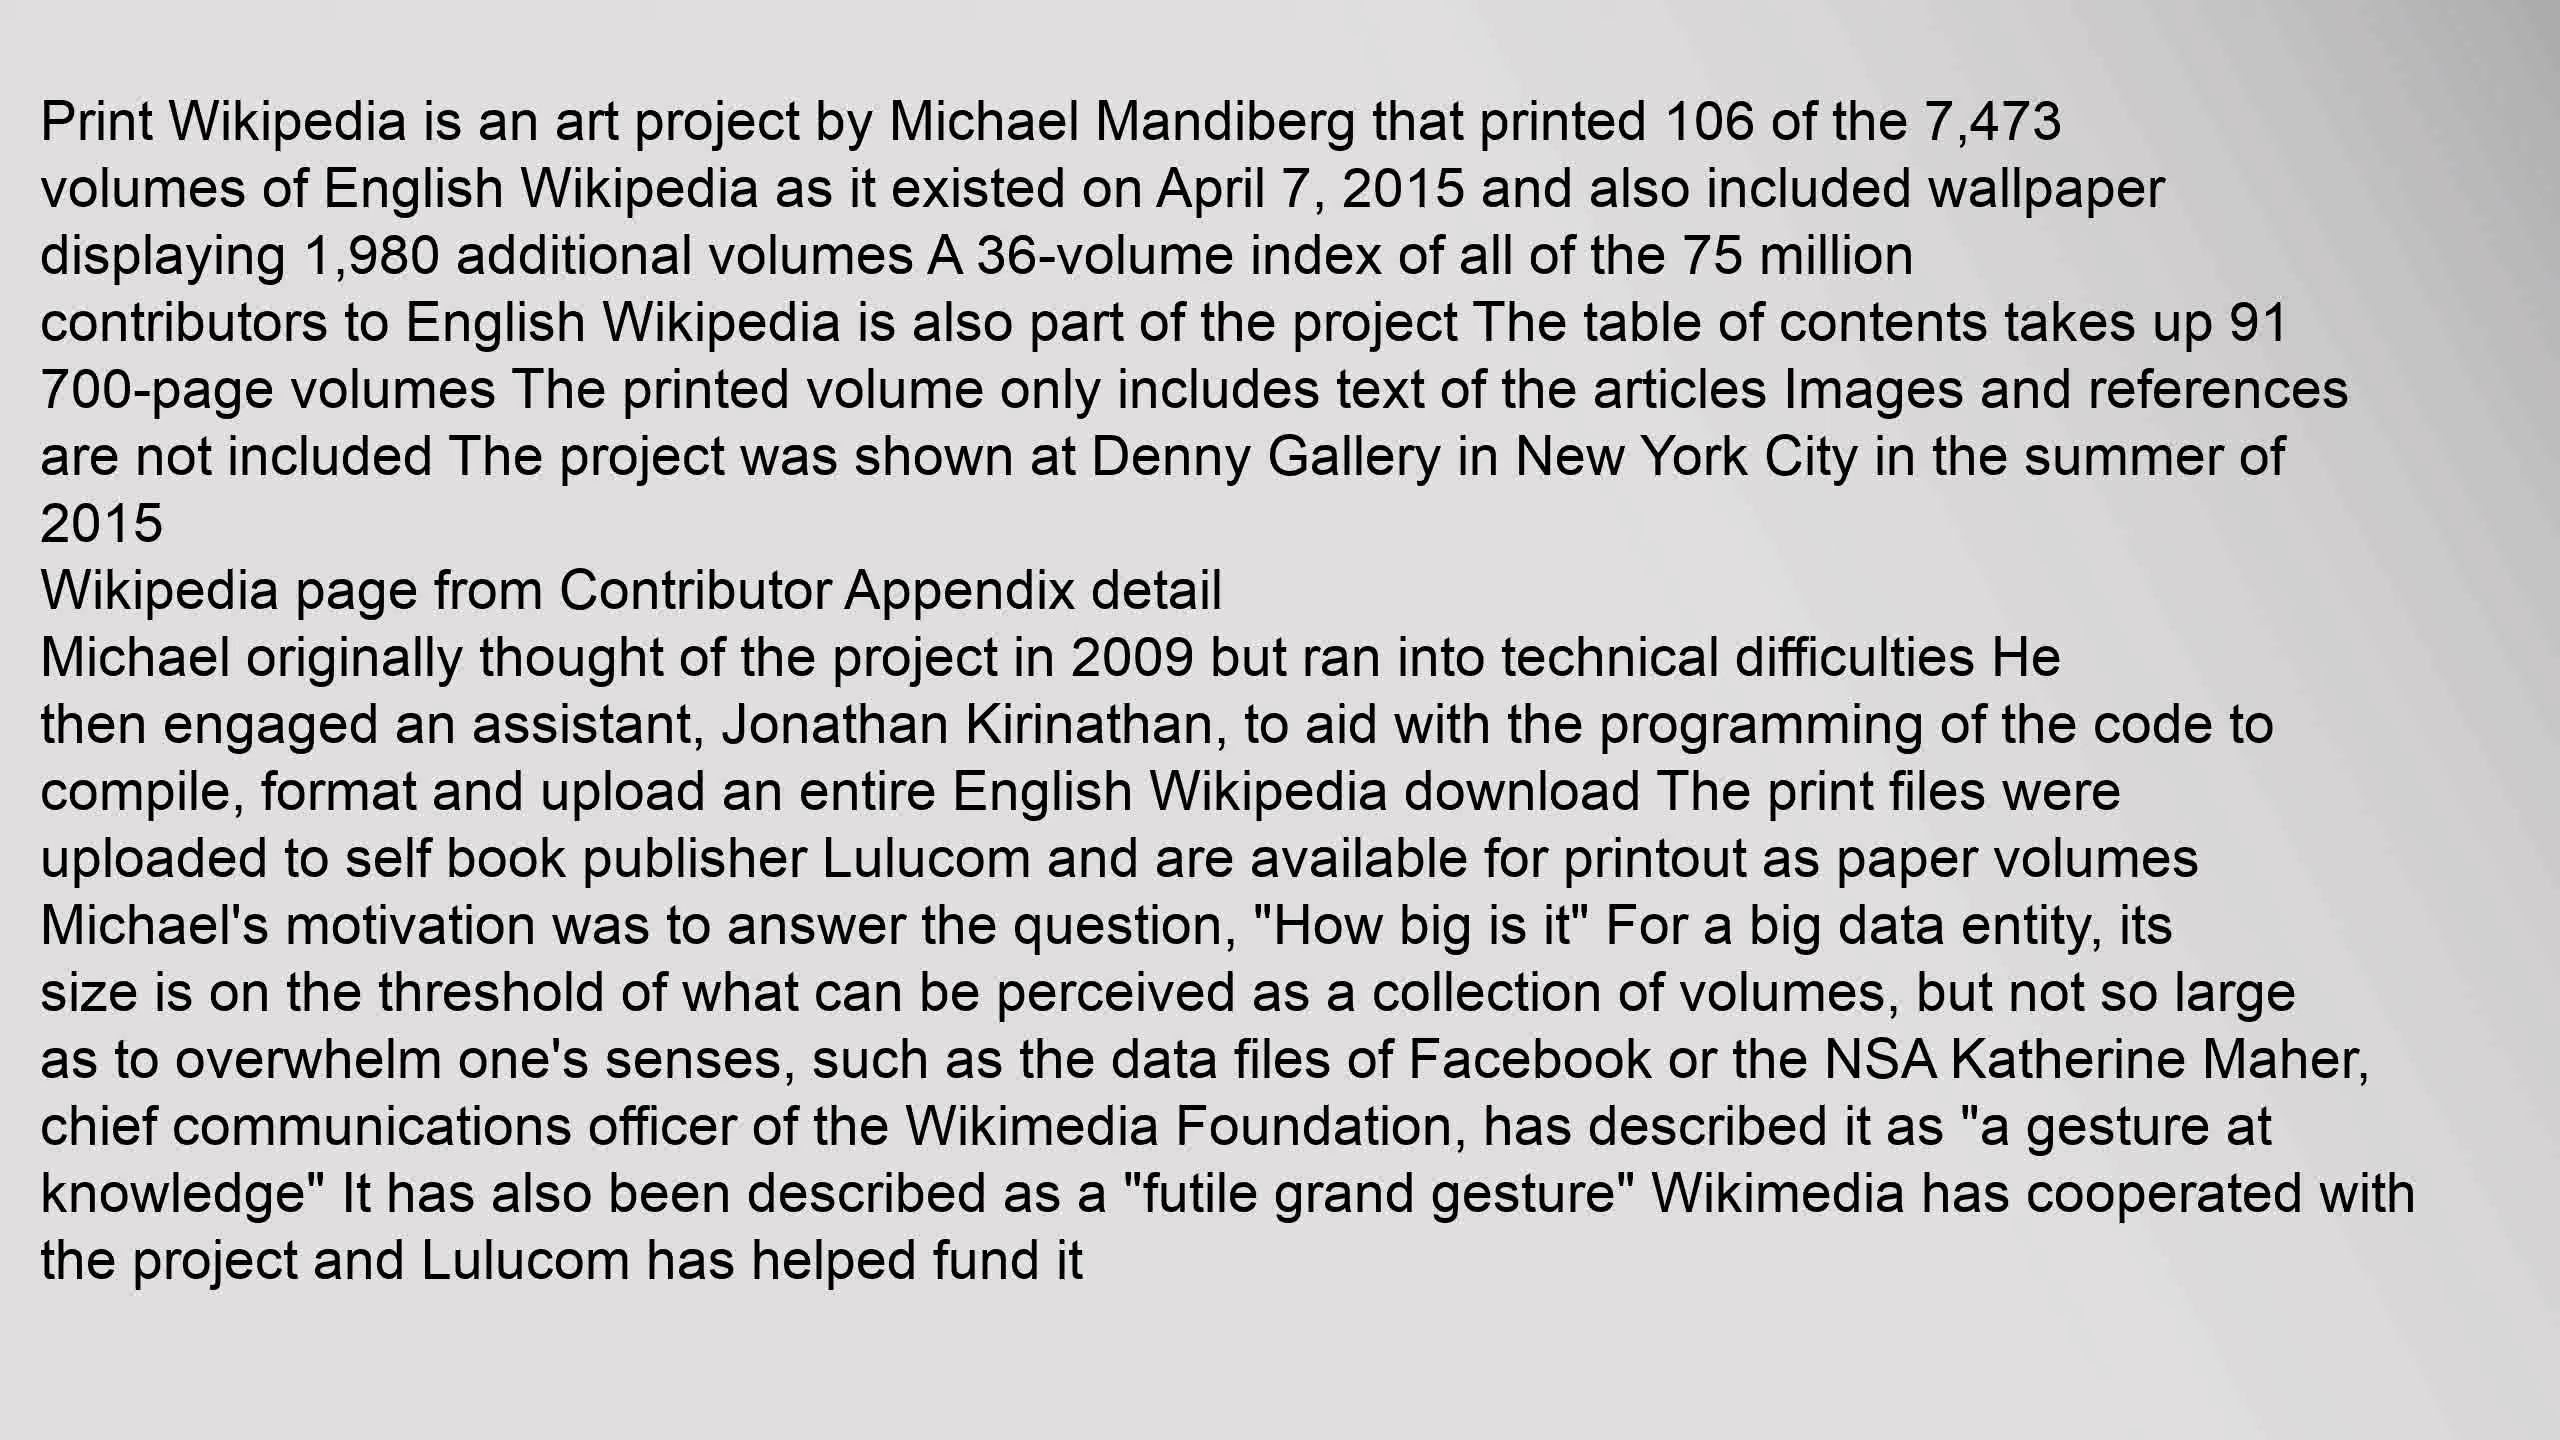 Print Wikipedia is an art project by Michael Mandiberg that printed 106 of the 7,473
volumes of English Wikipedia as it existed on April 7, 2015 and also included wallpaper
displaying 1,980 additional volumes A 36-volume index of all of the 75 million
contributors to English Wikipedia is also part of the project The table of contents takes up 91
700-page volumes The printed volume only includes text of the articles Images and references
are not included The project was shown at Denny Gallery in New York City in the summer of
2015
Wikipedia page from Contributor Appendix detail
Michael originally thought of the project in 2009 but ran into technical difficulties He
then engaged an assistant, Jonathan Kirinathan, to aid with the programming of the code to
compile, format and upload an entire English Wikipedia download The print files were
uploaded to self book publisher Lulucom and are available for printout as paper volumes
Michael's motivation was to answer the question, "How big is it" For a big data entity, its
size is on the threshold of what can be perceived as a collection of volumes, but not so large
as to overwhelm one's senses, such as the data files of Facebook or the NSA Katherine Maher,
chief communications officer of the Wikimedia Foundation, has described it as "a gesture at
knowledge" It has also been described as a "futile grand gesture" Wikimedia has cooperated with
the project and Lulucom has helped fund it